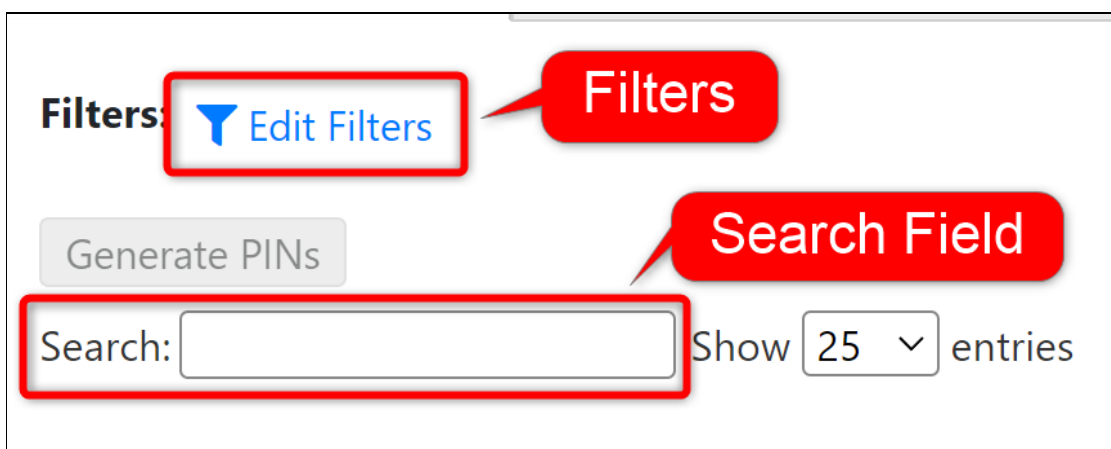 Filters: Edit Filters
Filters
Generate PINs
Search Field
Search:
Show 25 entries